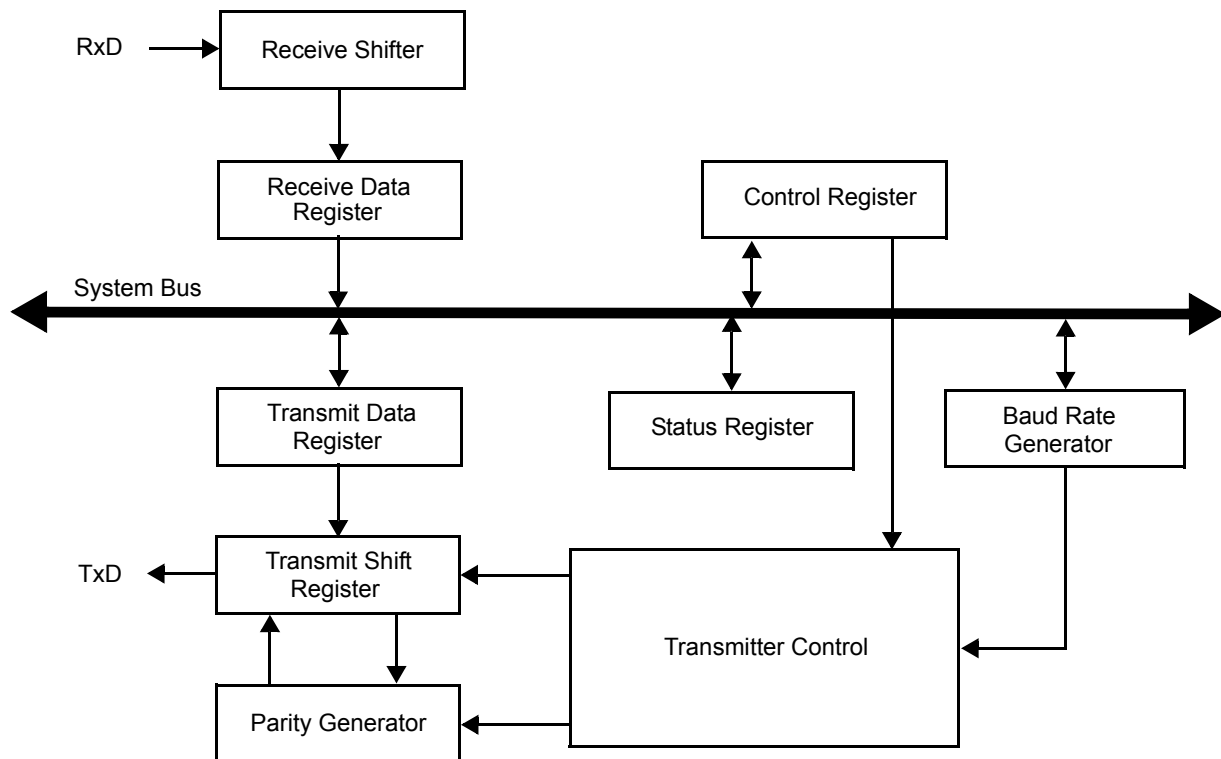 RxD
Receive Shifter
Receive Data
Register
Control Register
System Bus
Transmit Data
Register
Status Register
Baud Rate
Generator
TxD
Transmit Shift
Register
Transmitter Control
Parity Generator